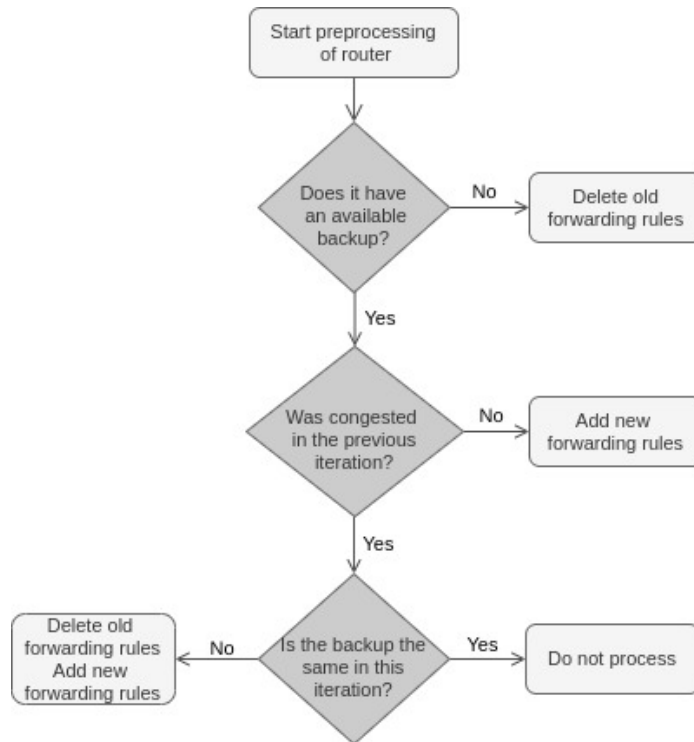 Start preprocessing
of router
Does it have
an available
backup?
No
Delete old
forwarding rules
Yes
Was congested
in the previous
iteration?
No
Add new
forwarding rules
Yes
Is the backup the
same in this
iteration?
No
Delete old
forwarding rules
Add new
forwarding rules
Yes
Do not process